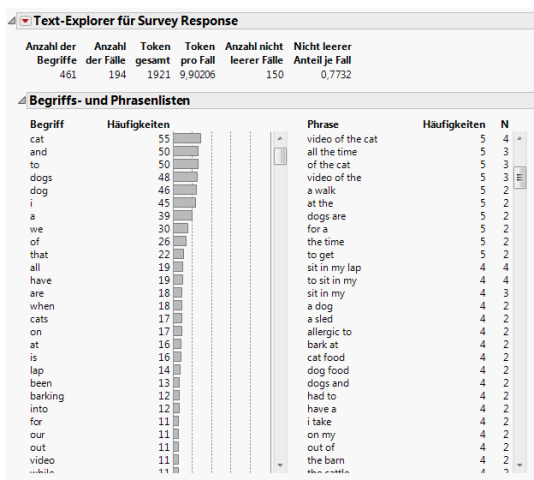 Text-Explorer für Survey Response
Anzahl der Anzahl Token Token Anzahl nicht Nicht leerer
Begriffe der Fälle gesamt pro Fall leerer Fälle Anteil je Fall
461 194 1921 9,90206 150 0,7732
Begriffs- und Phrasenlisten
Begriff Häufigkeiten Phrase Häufigkeiten N
cat 55 video of the cat 5 4
and 50 all the time 5 3
to 50 of the cat 5 3
dogs 48 video of the 5 3
dog 46 a walk 5 2
i 45 at the 5 2
a 39 dogs are 5 2
we 30 for a 5 2
of 26 the time 5 2
that 22 to get 5 2
all 19 sit in my lap 4 4
have 19 to sit in my 4 4
are 18 sit in my 4 3
when 18 a dog 4 2
cats 17 a sled 4 2
on 17 allergic to 4 2
at 16 bark at 4 2
is 16 cat food 4 2
lap 14 dog food 4 2
been 13 dogs and 4 2
barking 12 had to 4 2
into 12 have a 4 2
for 11 i take 4 2
our 11 on my 4 2
out 11 out of 4 2
video 11 the barn 4 2
while 11 the cattle 4 2